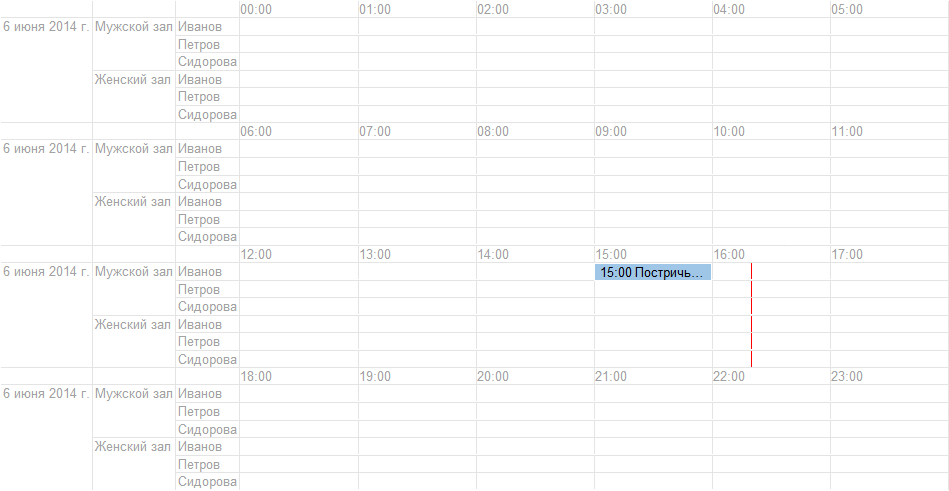 00:00 01:00 02:00 03:00 04:00 05:00
6 июня 2014 г. Мужской зал Иванов
Петров
Сидорова
Женский зал Иванов
Петров
Сидорова
06:00 07:00 08:00 09:00 10:00 11:00
6 июня 2014 г. Мужской зал Иванов
Петров
Сидорова
Женский зал Иванов
Петров
Сидорова
12:00 13:00 14:00 15:00 16:00 17:00
6 июня 2014 г. Мужской зал Иванов 15:00 Постричь…
Петров
Сидорова
Женский зал Иванов
Петров
Сидорова
18:00 19:00 20:00 21:00 22:00 23:00
6 июня 2014 г. Мужской зал Иванов
Петров
Сидорова
Женский зал Иванов
Петров
Сидорова